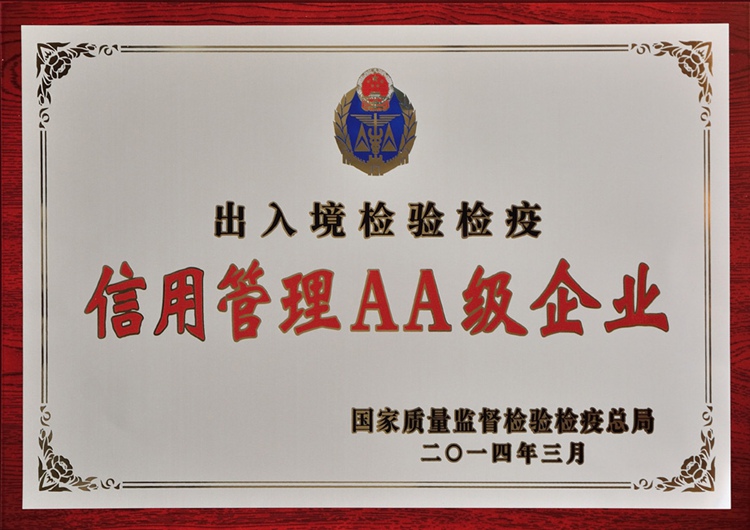 出入境检验检疫
信用管理AA级企业
国家质量监督检验检疫总局
二〇一四年三月